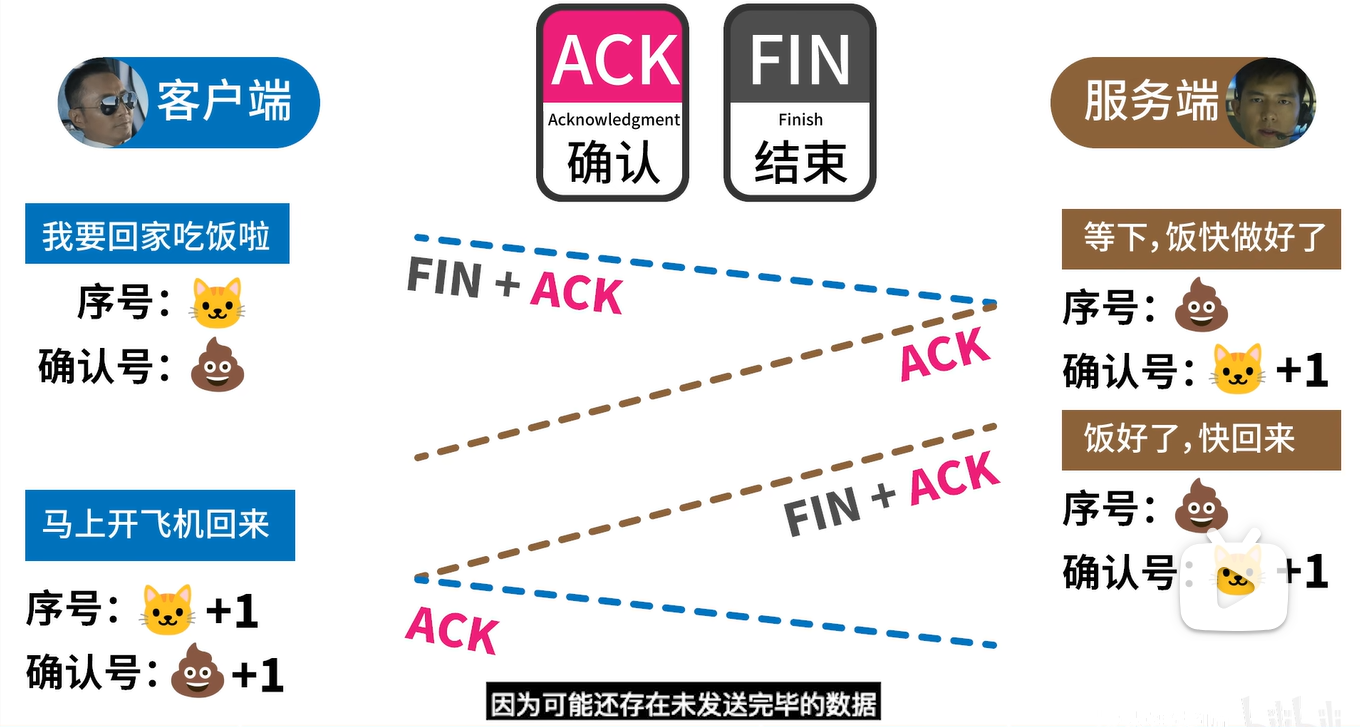 ACK
Acknowledgment
确认
FIN
Finish
结束
客户端
服务端
我要回家吃饭啦
序号：
确认号：
FIN + ACK
等下，饭快做好了
序号：
确认号： +1
ACK
饭好了，快回来
序号：
确认号： +1
FIN + ACK
马上开飞机回来
序号： +1
确认号： +1
ACK
因为可能还存在未发送完毕的数据